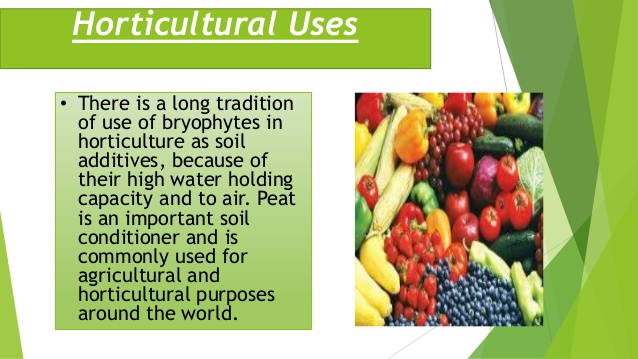 Horticultural Uses
• There is a long tradition
of use of bryophytes in
horticulture as soil
additives, because of
their high water holding
capacity and to air. Peat
is an important soil
conditioner and is
commonly used for
agricultural and
horticultural purposes
around the world.